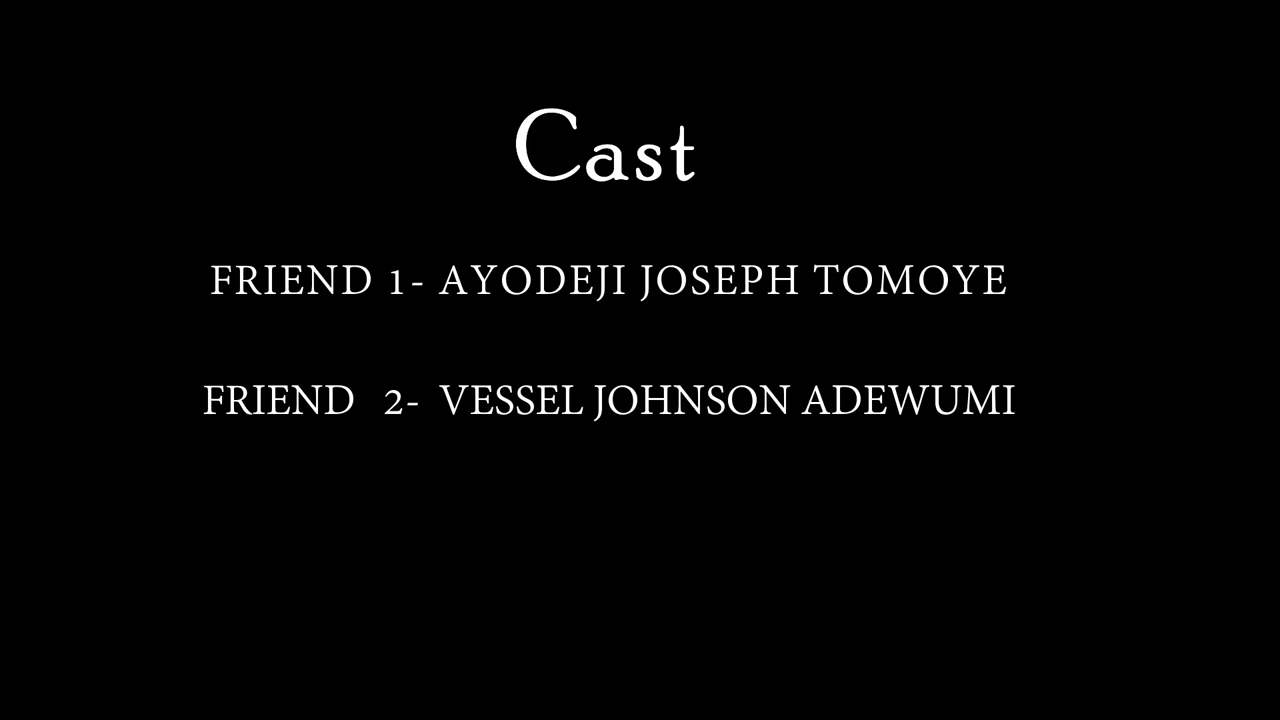 Cast
FRIEND 1- AYODEJI JOSEPH TOMOYE
FRIEND 2- VESSEL JOHNSON ADEWUMI